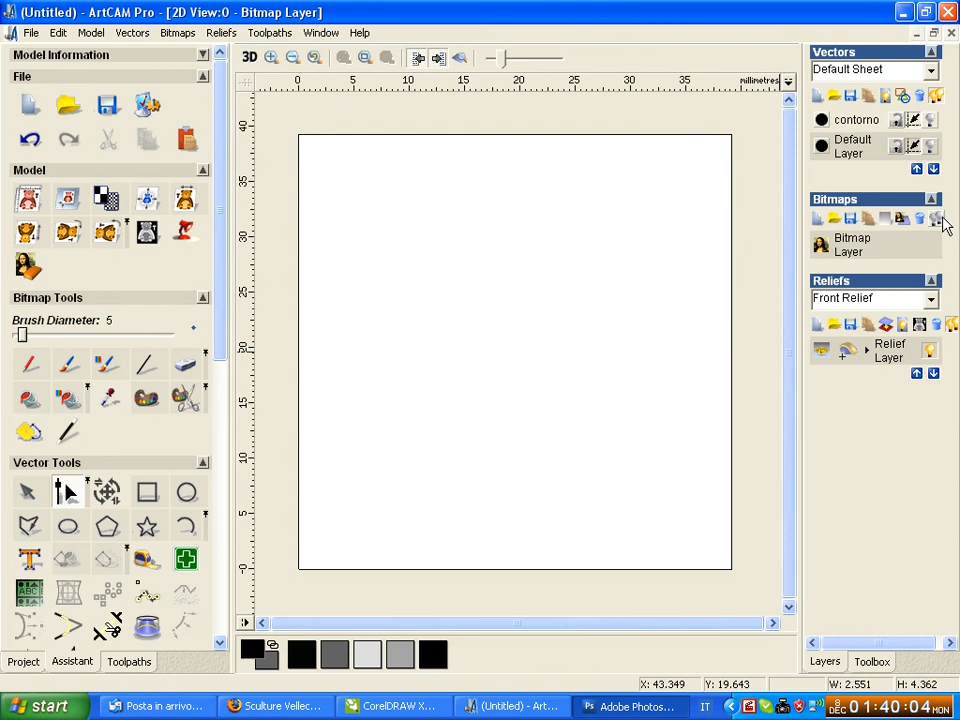 (Untitled) - ArtCAM Pro - [2D View:0 - Bitmap Layer]
File Edit Model Vectors Bitmaps Reliefs Toolpaths Window Help
Model Information
File
Model
Bitmap Tools
Brush Diameter: 5
Vector Tools
ABC
Project Assistant Toolpaths
3D
0 5 10 15 20 25 30 35 millimetres
40
35
30
25
20
15
10
5
-0
Vectors
Default Sheet
contorno
Default
Layer
Bitmaps
Bitmap
Layer
Reliefs
Front Relief
Relief
Layer
Layers Toolbox
X: 43.349 Y: 19.643 W: 2.551 H: 4.362
start
Posta in arrivo...
Sculture Vellec...
CorelDRAW X...
(Untitled) - Art...
Adobe Photos...
IT
8 DEC 01:40:04 MON